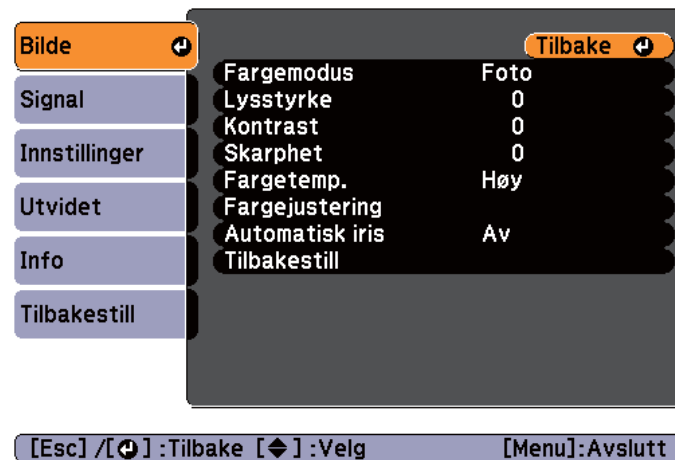 Bilde
Signal
Innstillinger
Utvidet
Info
Tilbakestill
Tilbake
Fargemodus Foto
Lysstyrke 0
Kontrast 0
Skarphet 0
Fargetemp. Høy
Fargejustering
Automatisk iris Av
Tilbakestill
[Esc] /[⏎] :Tilbake [◆] :Velg [Menu]:Avslutt